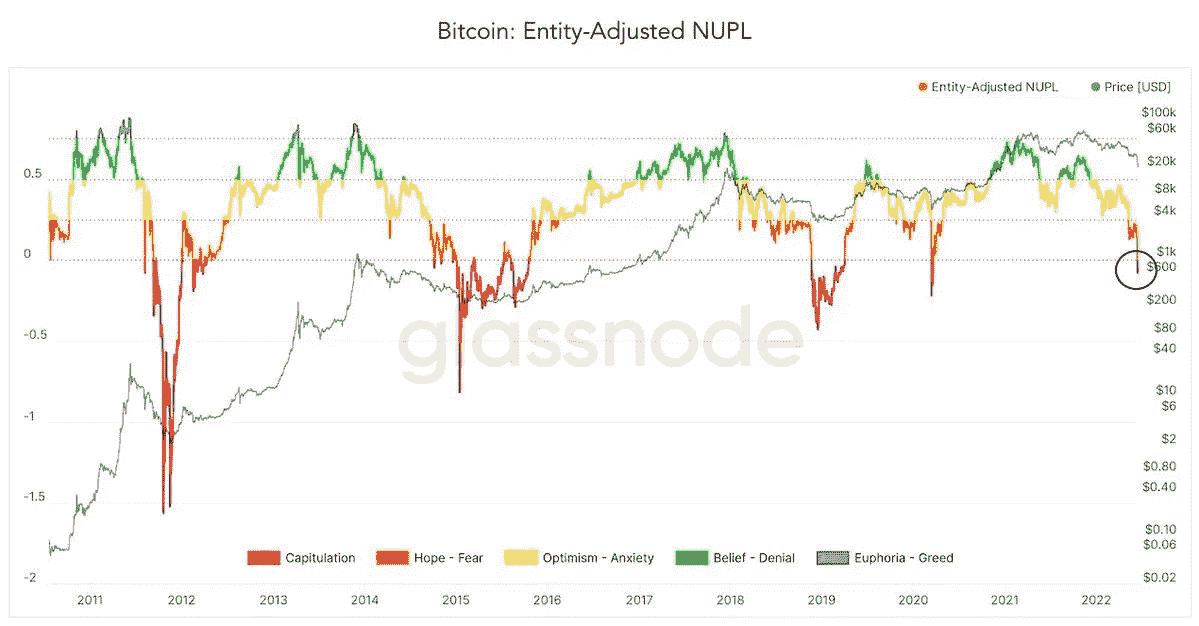 Bitcoin: Entity-Adjusted NUPL
Entity-Adjusted NUPL Price [USD]
$100k
$60k
$20k
$8k
$4k
$1k
$600
$200
$80
$40
$10
$6
$2
$0.80
$0.40
$0.10
$0.06
$0.02
0.5
0
-0.5
-1
-1.5
-2
glassnode
Capitulation Hope - Fear Optimism - Anxiety Belief - Denial Euphoria - Greed
2011 2012 2013 2014 2015 2016 2017 2018 2019 2020 2021 2022